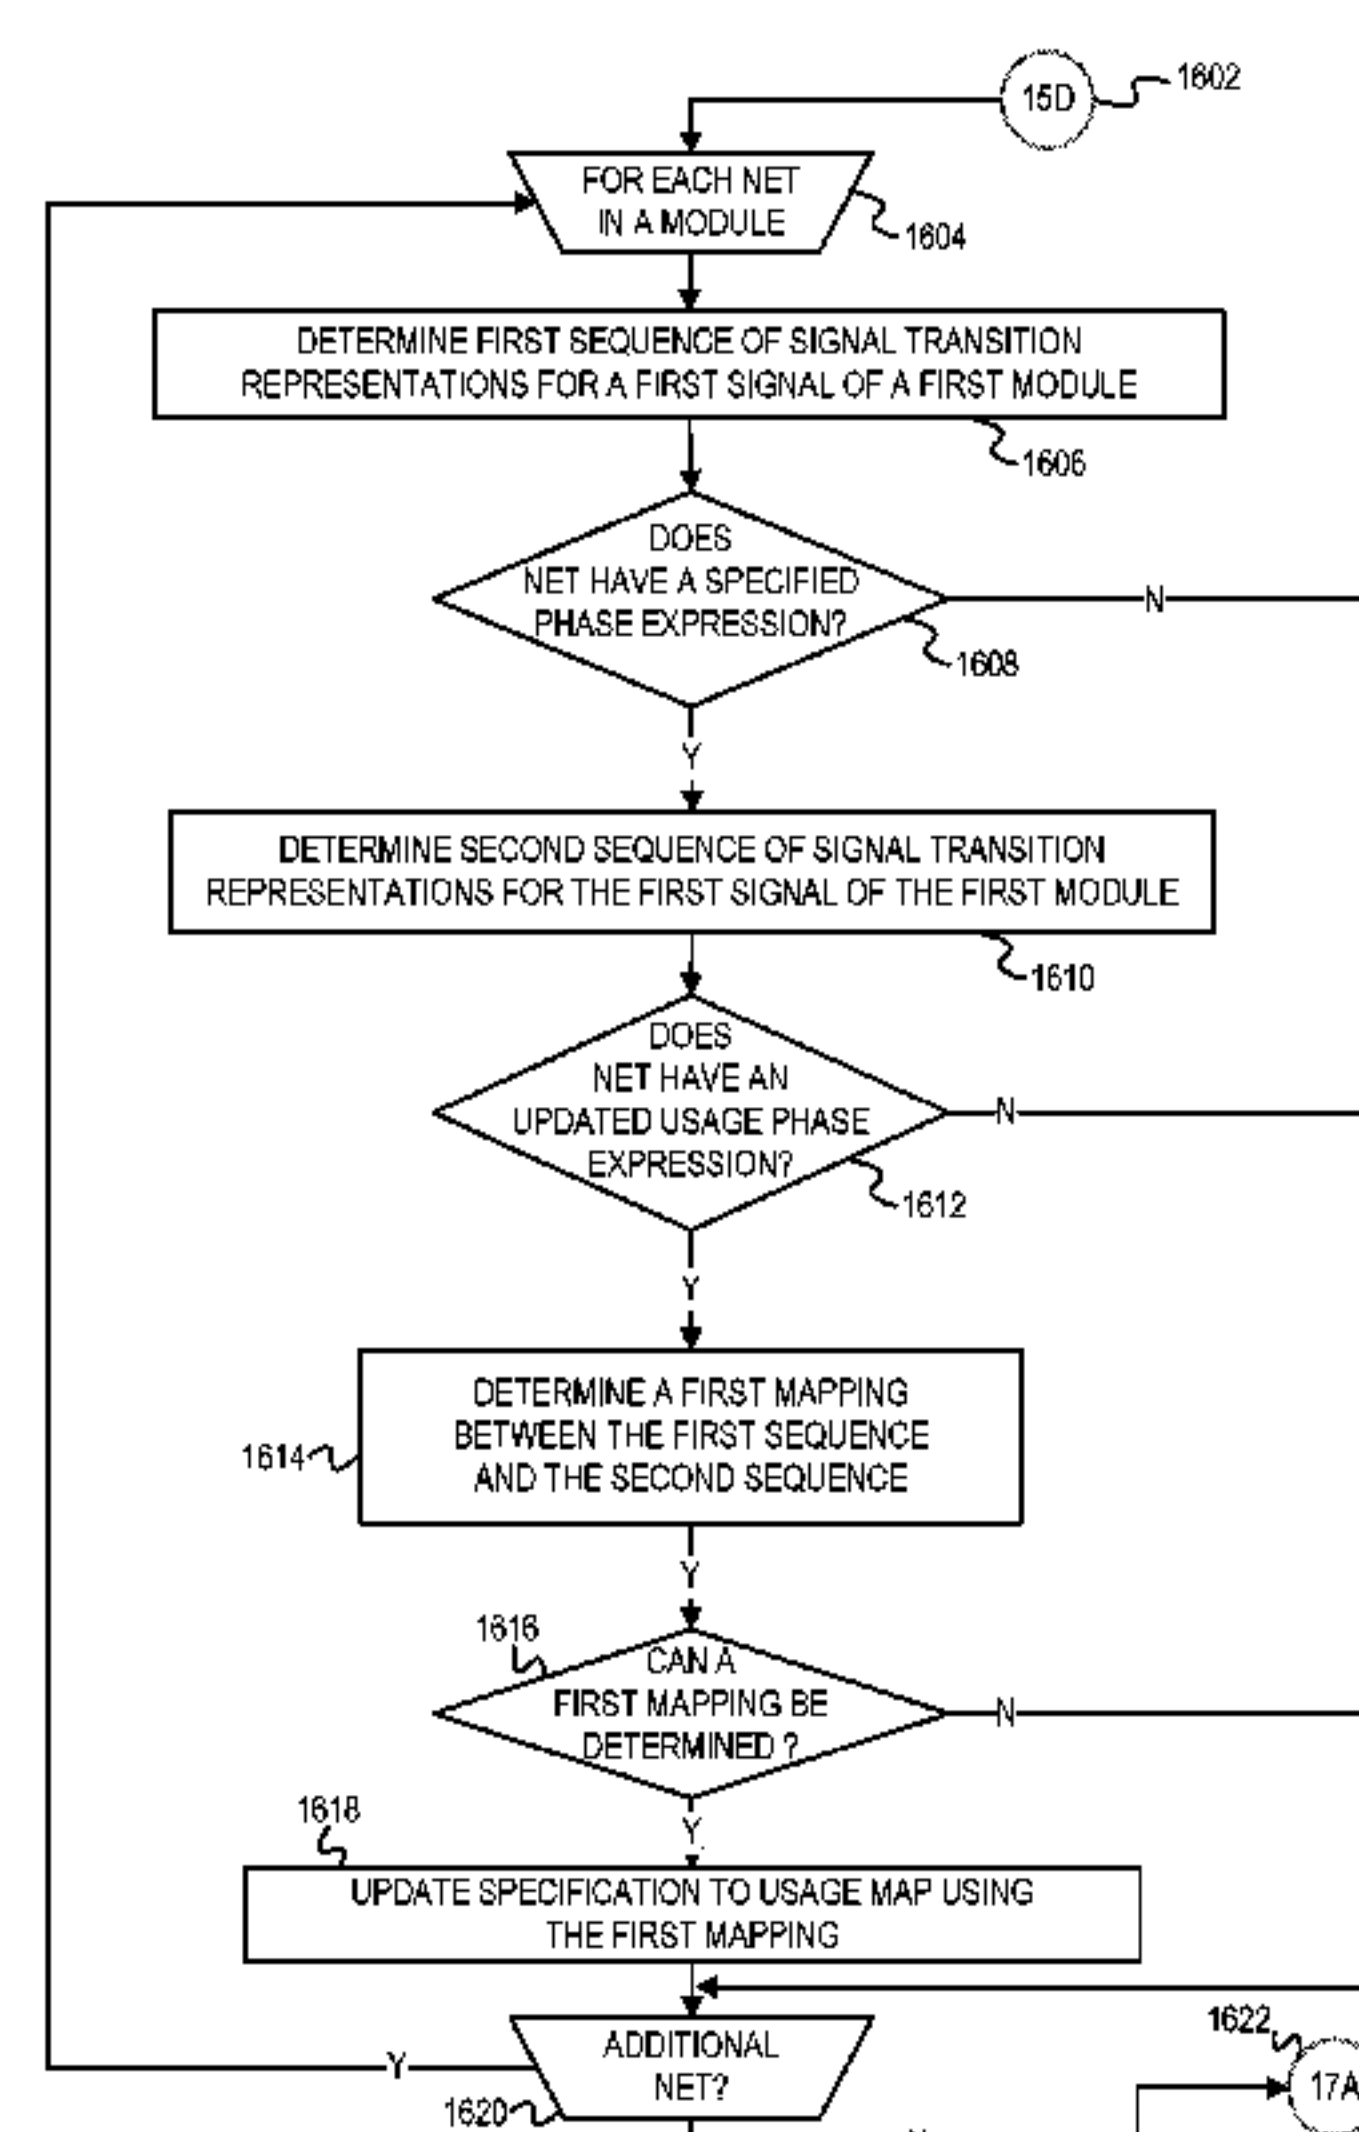 15D
1602
FOR EACH NET
IN A MODULE
1604
DETERMINE FIRST SEQUENCE OF SIGNAL TRANSITION
REPRESENTATIONS FOR A FIRST SIGNAL OF A FIRST MODULE
1606
DOES
NET HAVE A SPECIFIED
PHASE EXPRESSION?
N
1608
Y
DETERMINE SECOND SEQUENCE OF SIGNAL TRANSITION
REPRESENTATIONS FOR THE FIRST SIGNAL OF THE FIRST MODULE
1610
DOES
NET HAVE AN
UPDATED USAGE PHASE
EXPRESSION?
N
1612
Y
DETERMINE A FIRST MAPPING
BETWEEN THE FIRST SEQUENCE
AND THE SECOND SEQUENCE
1614
Y
1616
CAN A
FIRST MAPPING BE
DETERMINED ?
N
Y
1618
UPDATE SPECIFICATION TO USAGE MAP USING
THE FIRST MAPPING
ADDITIONAL
NET?
Y
1620
1622
17A